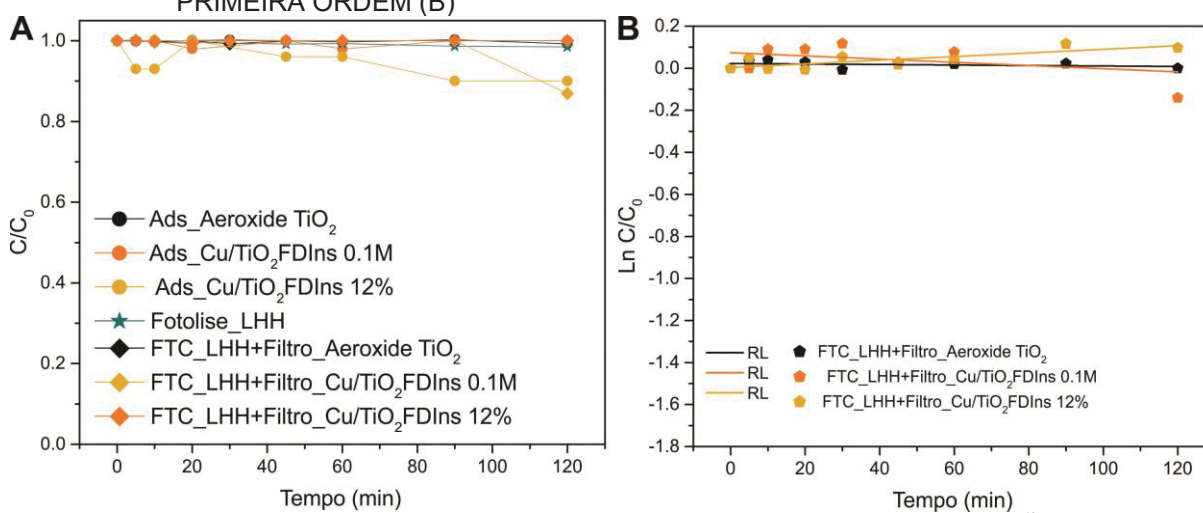 PRIMEIRA ORDEM (B)
A
C/C₀
1.0
0.8
0.6
0.4
0.2
0.0
Ads_Aeroxide TiO₂
Ads_Cu/TiO₂FDIns 0.1M
Ads_Cu/TiO₂FDIns 12%
Fotolise_LHH
FTC_LHH+Filtro_Aeroxide TiO₂
FTC_LHH+Filtro_Cu/TiO₂FDIns 0.1M
FTC_LHH+Filtro_Cu/TiO₂FDIns 12%
0 20 40 60 80 100 120
Tempo (min)
B
Ln C/C₀
0.2
0.0
-0.2
-0.4
-0.6
-0.8
-1.0
-1.2
-1.4
-1.6
-1.8
RL FTC_LHH+Filtro_Aeroxide TiO₂
RL FTC_LHH+Filtro_Cu/TiO₂FDIns 0.1M
RL FTC_LHH+Filtro_Cu/TiO₂FDIns 12%
0 20 40 60 80 100 120
Tempo (min)